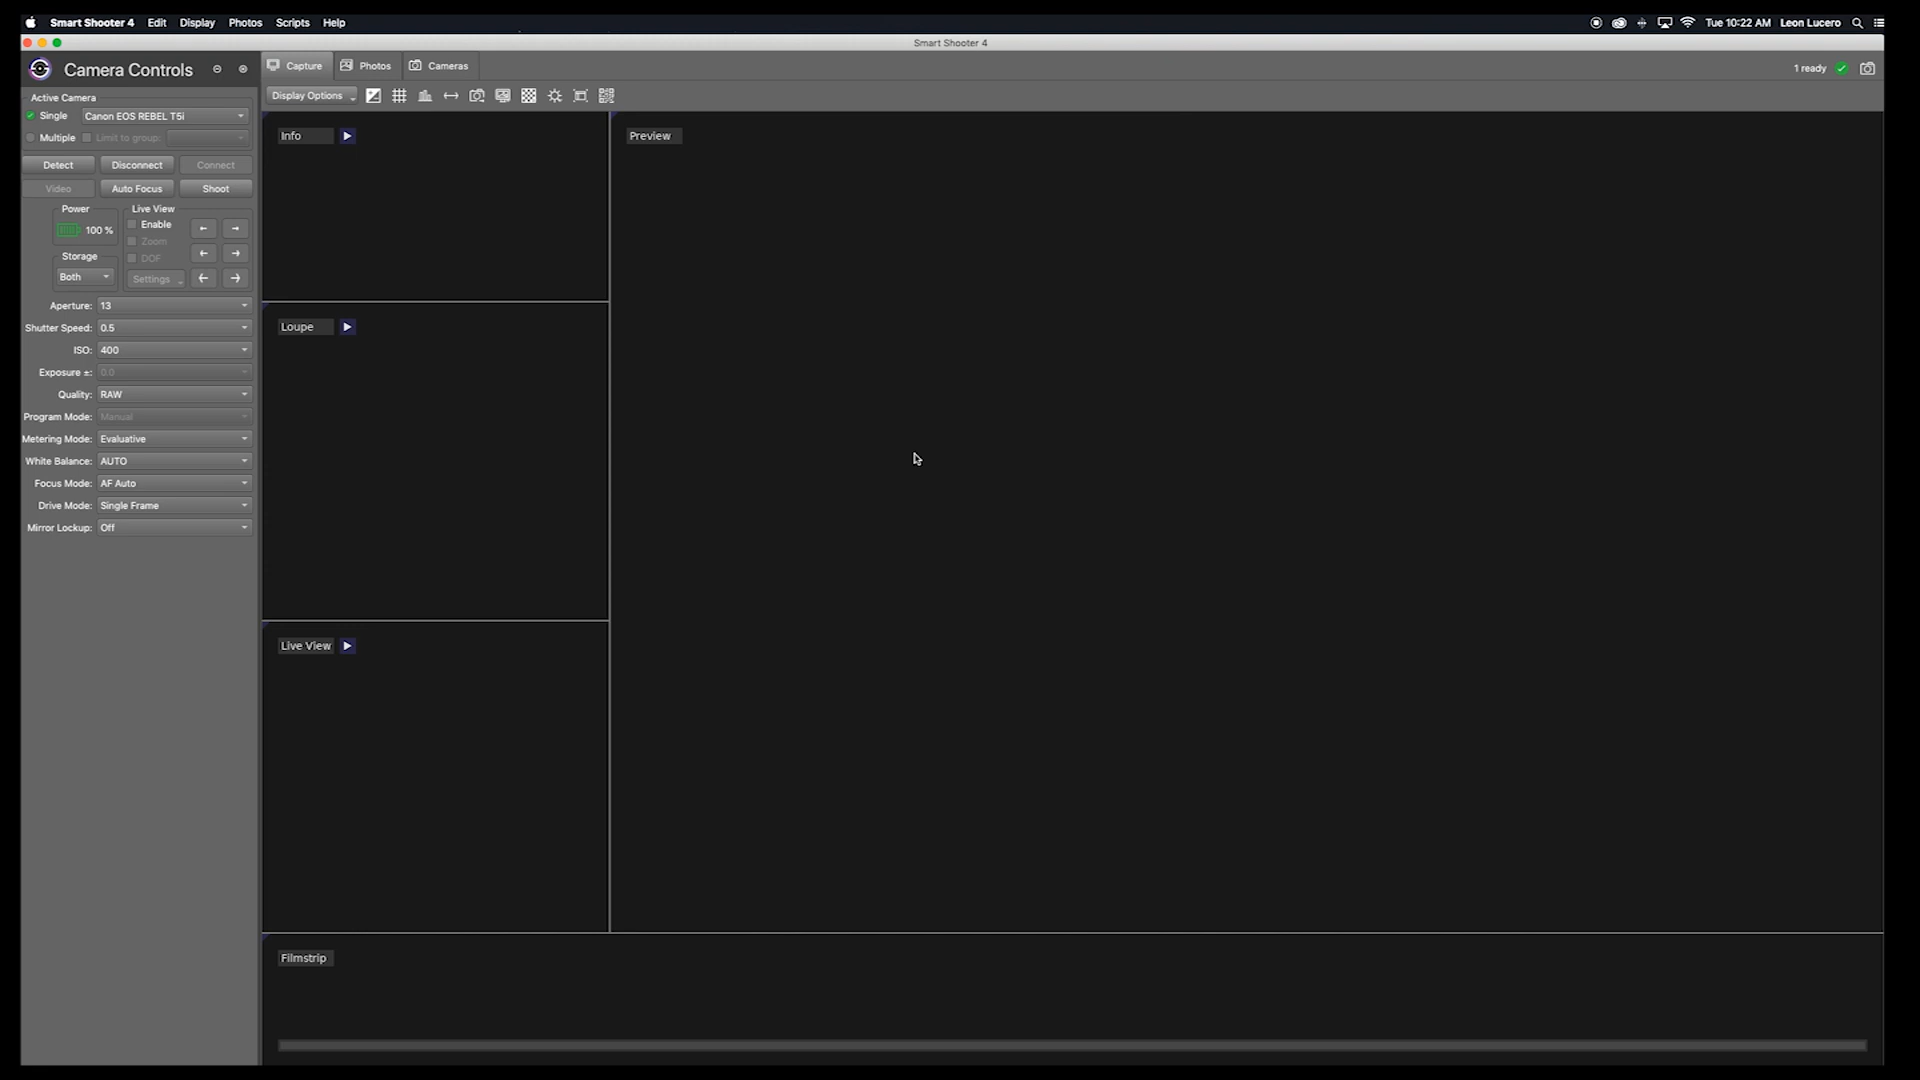 Smart Shooter 4 Edit Display Photos Scripts Help Tue 10:22 AM Leon Lucero
Smart Shooter 4
Camera Controls
Capture Photos Cameras
1 ready
Display Options
Active Camera
Single Canon EOS REBEL T5i
Multiple Limit to group:
Detect Disconnect Connect
Video Auto Focus Shoot
Power Live View
100 % Enable
Zoom
Storage DOF
Both Settings
Aperture: 13
Shutter Speed: 0.5
ISO: 400
Exposure ±: 0.0
Quality: RAW
Program Mode: Manual
Metering Mode: Evaluative
White Balance: AUTO
Focus Mode: AF Auto
Drive Mode: Single Frame
Mirror Lockup: Off
Info
Loupe
Live View
Preview
Filmstrip